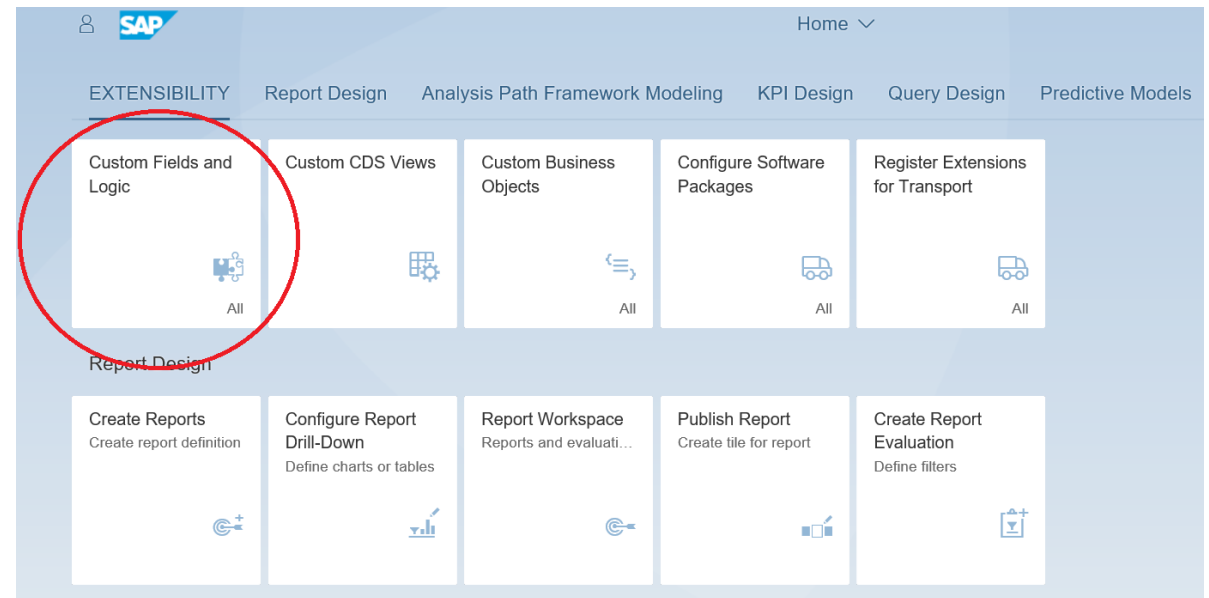 SAP
Home
EXTENSIBILITY Report Design Analysis Path Framework Modeling KPI Design Query Design Predictive Models
Custom Fields and
Logic
All
Custom CDS Views
Custom Business
Objects
All
Configure Software
Packages
All
Register Extensions
for Transport
All
Report Design
Create Reports
Create report definition
Configure Report
Drill-Down
Define charts or tables
Report Workspace
Reports and evaluati...
Publish Report
Create tile for report
Create Report
Evaluation
Define filters